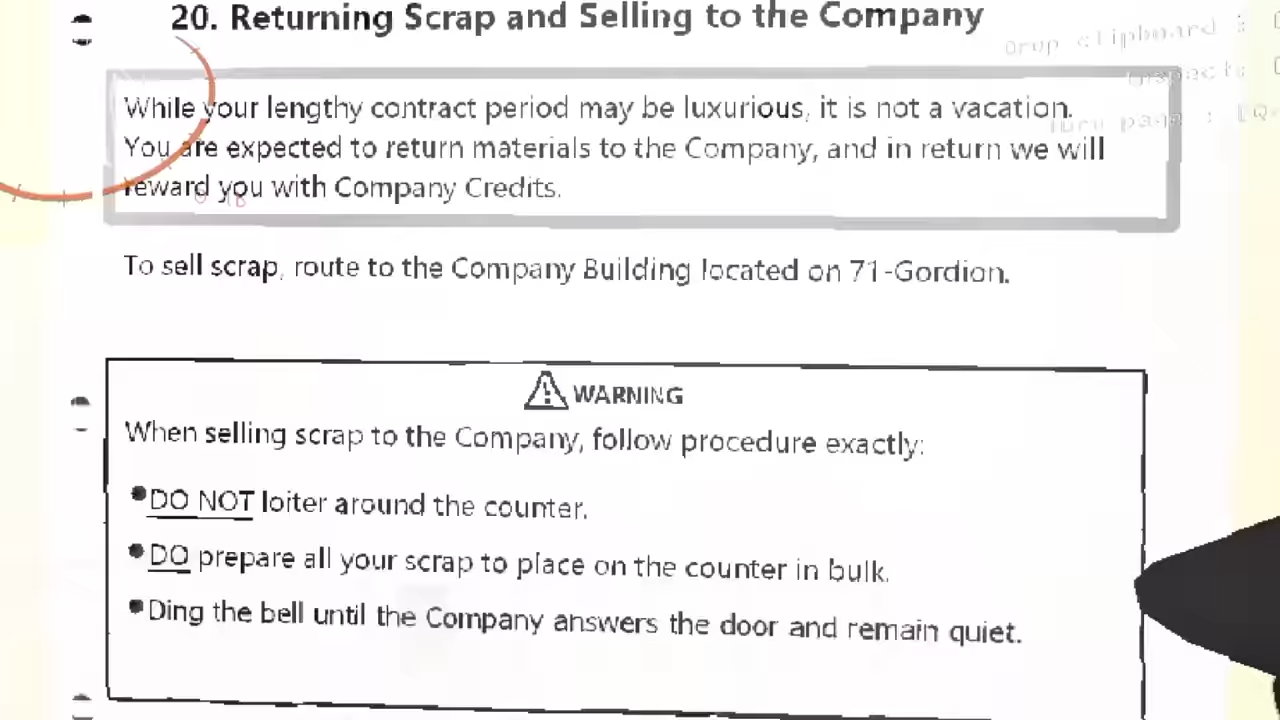 20. Returning Scrap and Selling to the Company
Drop clipboard :
Inspect:
While your lengthy contract period may be luxurious, it is not a vacation.
You are expected to return materials to the Company, and in return we will
reward you with Company Credits.
To sell scrap, route to the Company Building located on 71-Gordion.
WARNING
When selling scrap to the Company, follow procedure exactly:
•DO NOT loiter around the counter.
•DO prepare all your scrap to place on the counter in bulk.
•Ding the bell until the Company answers the door and remain quiet.